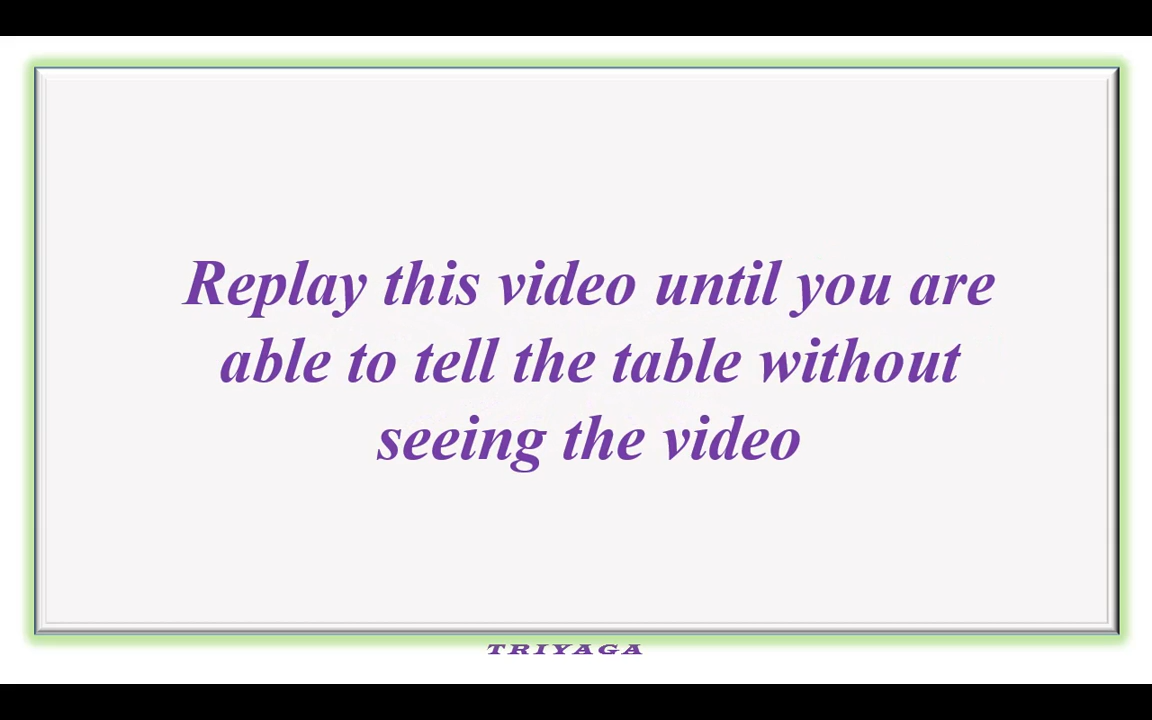 Replay this video until you are
able to tell the table without
seeing the video
TRIYAGA